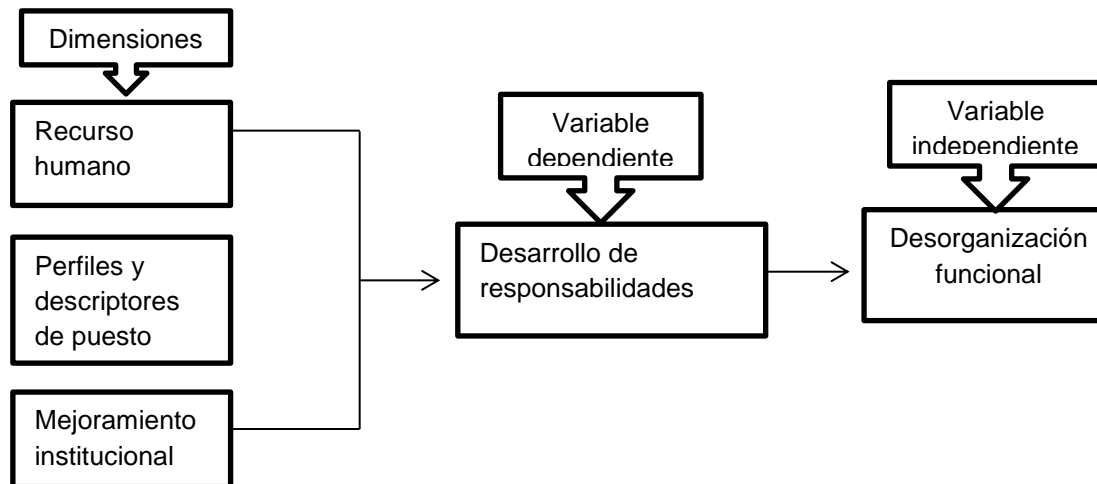 Dimensiones
Recurso
humano
Perfiles y
descriptores
de puesto
Mejoramiento
institucional
Variable
dependiente
Desarrollo de
responsabilidades
Variable
independiente
Desorganización
funcional